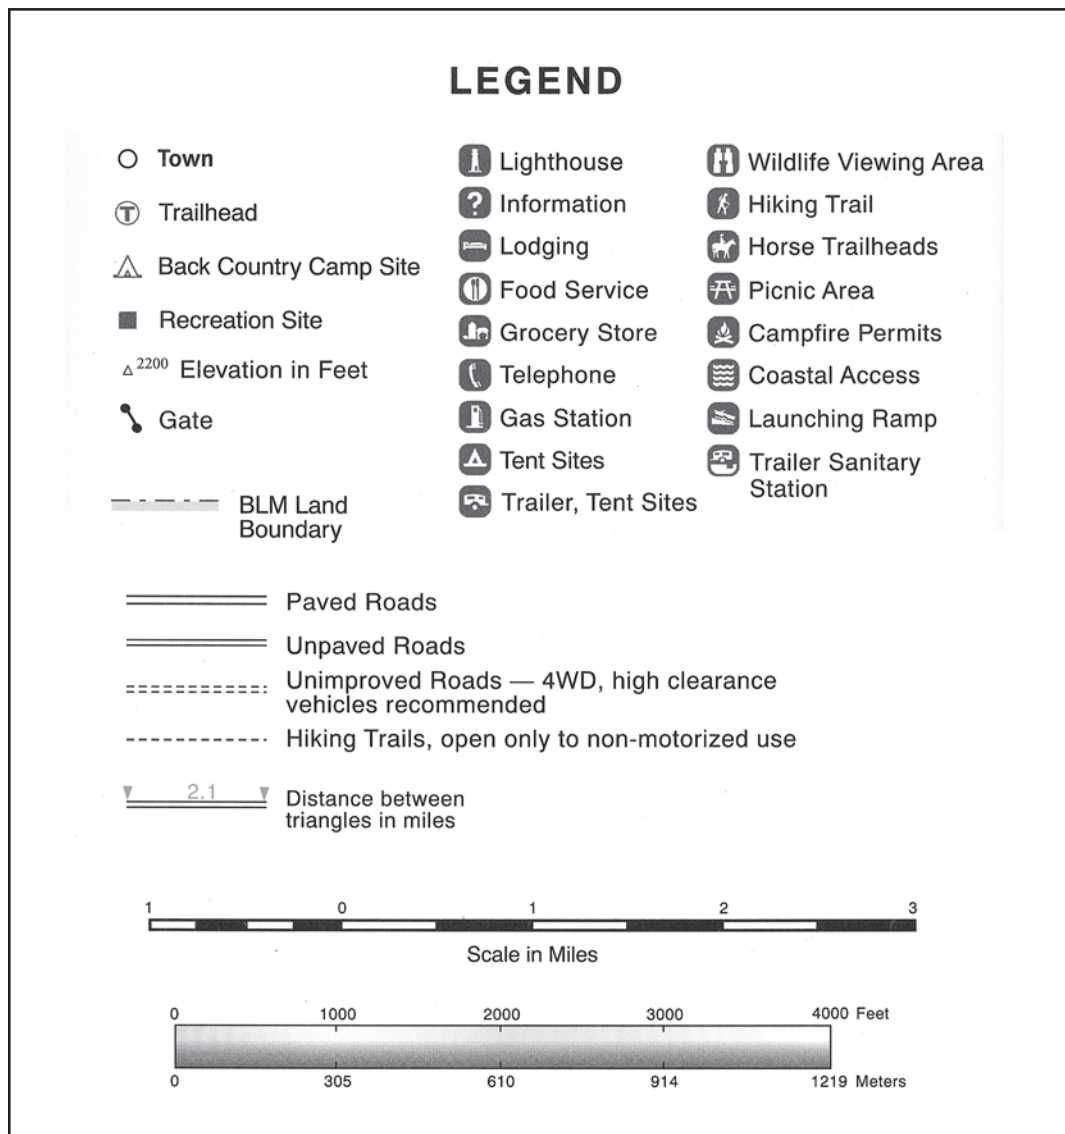 LEGEND
Town
T Trailhead
Back Country Camp Site
Recreation Site
2200 Elevation in Feet
Gate
BLM Land
Boundary
Lighthouse
? Information
Lodging
Food Service
Grocery Store
Telephone
Gas Station
Tent Sites
Trailer, Tent Sites
Wildlife Viewing Area
Hiking Trail
Horse Trailheads
Picnic Area
Campfire Permits
Coastal Access
Launching Ramp
Trailer Sanitary
Station
Paved Roads
Unpaved Roads
Unimproved Roads — 4WD, high clearance
vehicles recommended
Hiking Trails, open only to non-motorized use
2.1 Distance between
triangles in miles
1 0 1 2 3
Scale in Miles
0 1000 2000 3000 4000 Feet
0 305 610 914 1219 Meters